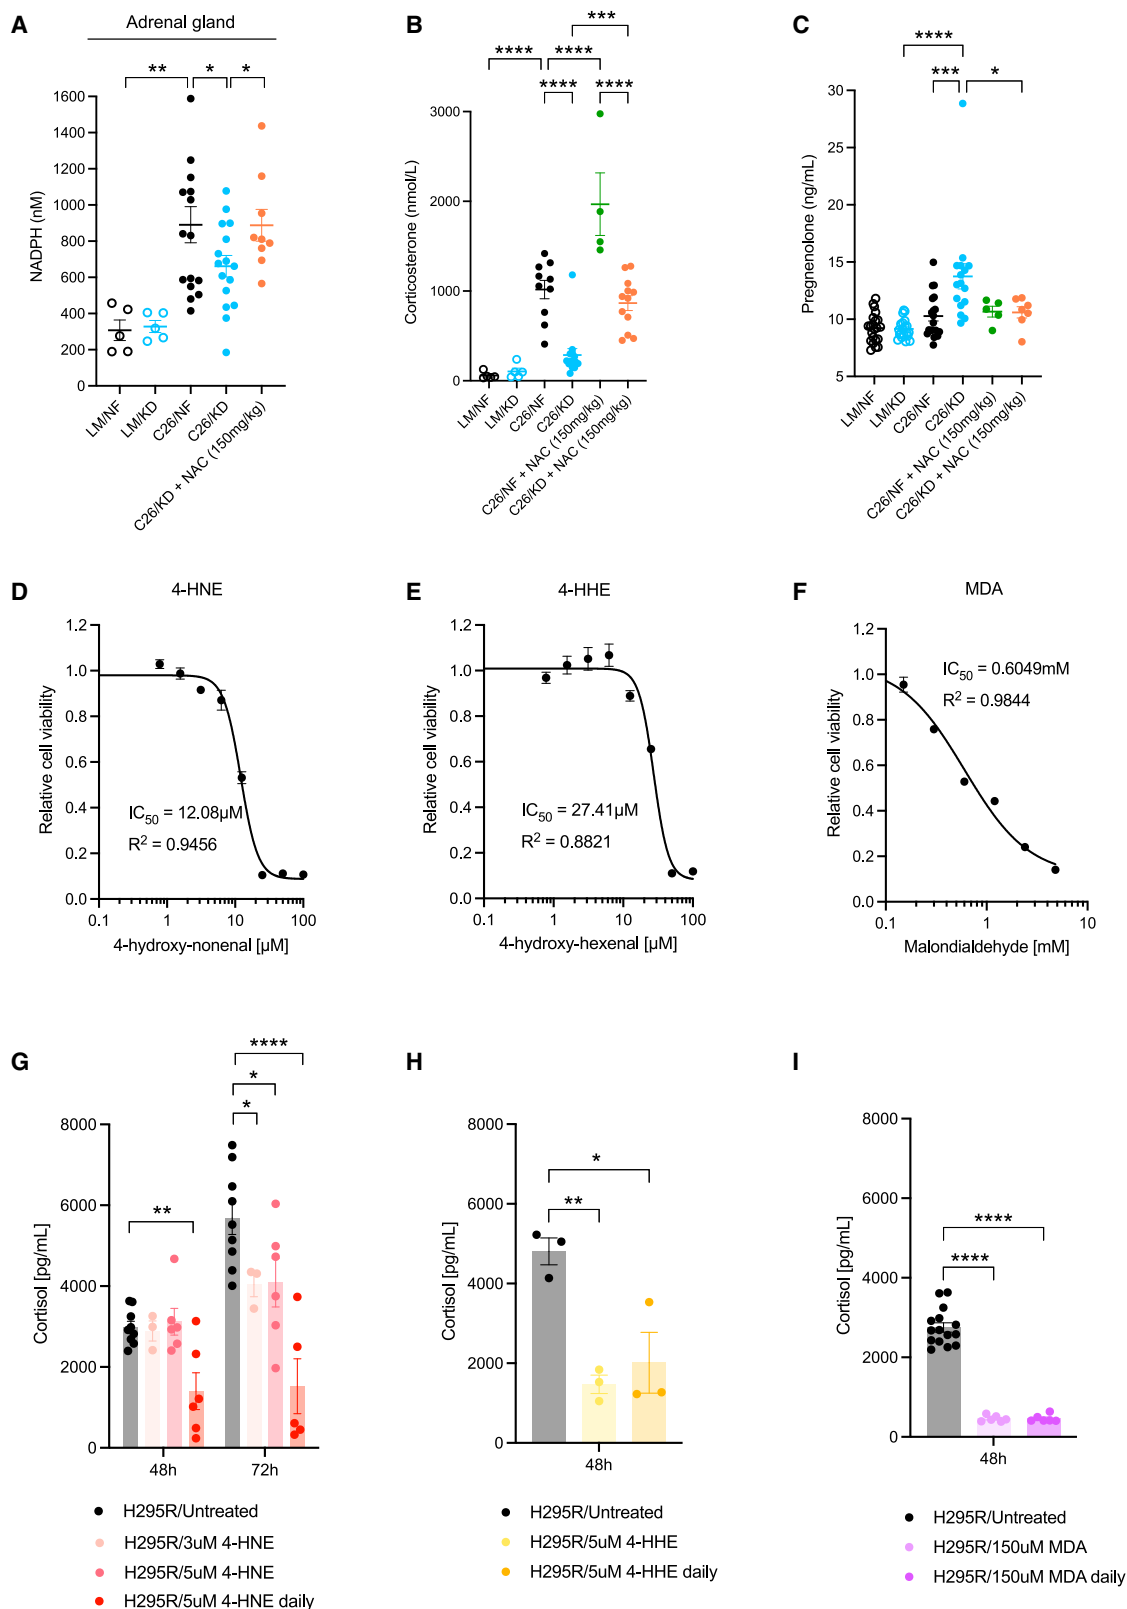 A
Adrenal gland
** * *
NADPH (nM)
1600
1400
1200
1000
800
600
400
200
0
LM/NF
LM/KD
C26/NF
C26/KD
C26/KD + NAC (150mg/kg)
B
***
**** ****
**** ****
Corticosterone (nmol/L)
3000
2000
1000
0
LM/NF
LM/KD
C26/NF
C26/KD
C26/NF + NAC (150mg/kg)
C26/KD + NAC (150mg/kg)
C
****
*** *
Pregnenolone (ng/mL)
30
25
20
15
10
5
LM/NF
LM/KD
C26/NF
C26/KD
C26/NF + NAC (150mg/kg)
C26/KD + NAC (150mg/kg)
D
4-HNE
Relative cell viability
1.2
1.0
0.8
0.6
0.4
0.2
0.0
IC50 = 12.08µM
R2 = 0.9456
0.1 1 10 100
4-hydroxy-nonenal [µM]
E
4-HHE
Relative cell viability
1.2
1.0
0.8
0.6
0.4
0.2
0.0
IC50 = 27.41µM
R2 = 0.8821
0.1 1 10 100
4-hydroxy-hexenal [µM]
F
MDA
Relative cell viability
1.2
1.0
0.8
0.6
0.4
0.2
0.0
IC50 = 0.6049mM
R2 = 0.9844
0.1 1 10
Malondialdehyde [mM]
G
****
*
*
**
Cortisol [pg/mL]
8000
6000
4000
2000
0
48h 72h
H295R/Untreated
H295R/3uM 4-HNE
H295R/5uM 4-HNE
H295R/5uM 4-HNE daily
H
*
**
Cortisol [pg/mL]
8000
6000
4000
2000
0
48h
H295R/Untreated
H295R/5uM 4-HHE
H295R/5uM 4-HHE daily
I
****
****
Cortisol [pg/mL]
8000
6000
4000
2000
0
48h
H295R/Untreated
H295R/150uM MDA
H295R/150uM MDA daily